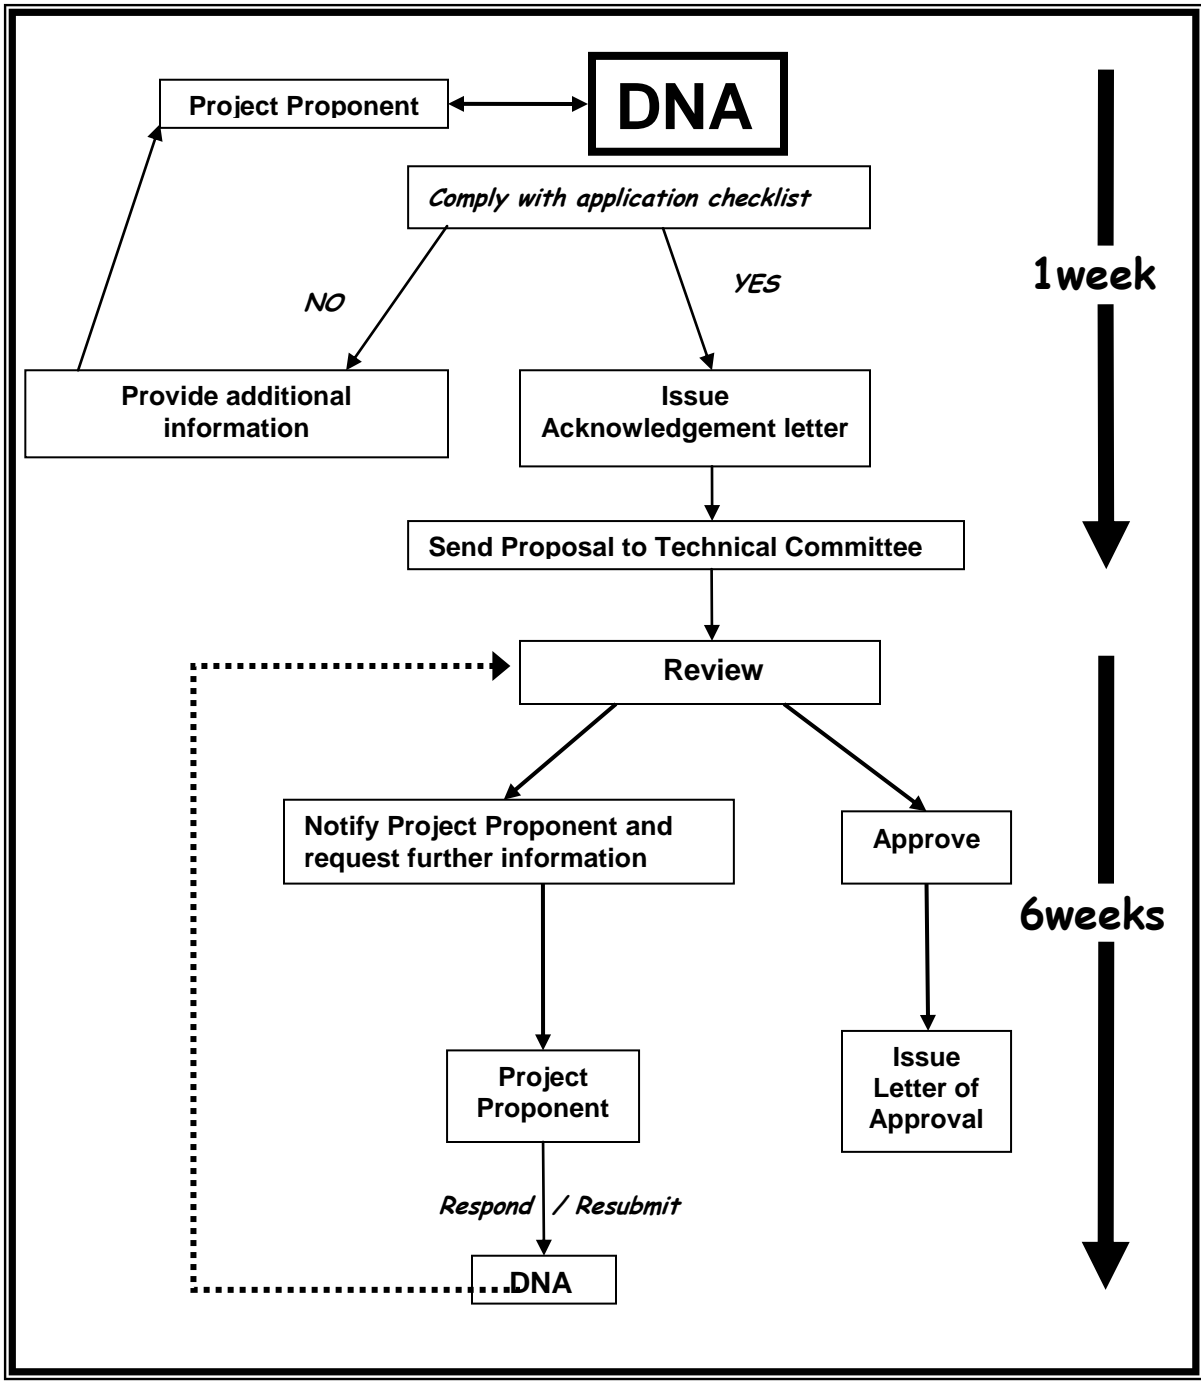 Project Proponent
DNA
Comply with application checklist
NO
YES
1week
Provide additional
information
Issue
Acknowledgement letter
Send Proposal to Technical Committee
Review
Notify Project Proponent and
request further information
Approve
6weeks
Project
Proponent
Issue
Letter of
Approval
Respond / Resubmit
DNA